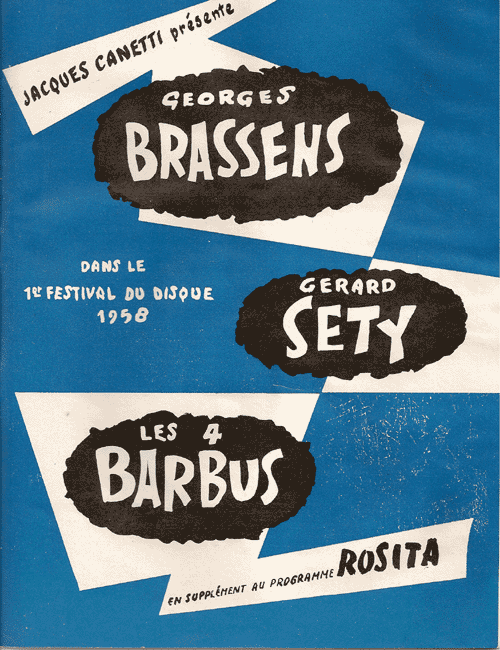 JACQUES CANETTI présente
GEORGES
BRASSENS
DANS LE
1er FESTIVAL DU DISQUE
1958
GERARD
SETY
LES 4
BARBUS
EN SUPPLÉMENT AU PROGRAMME ROSITA